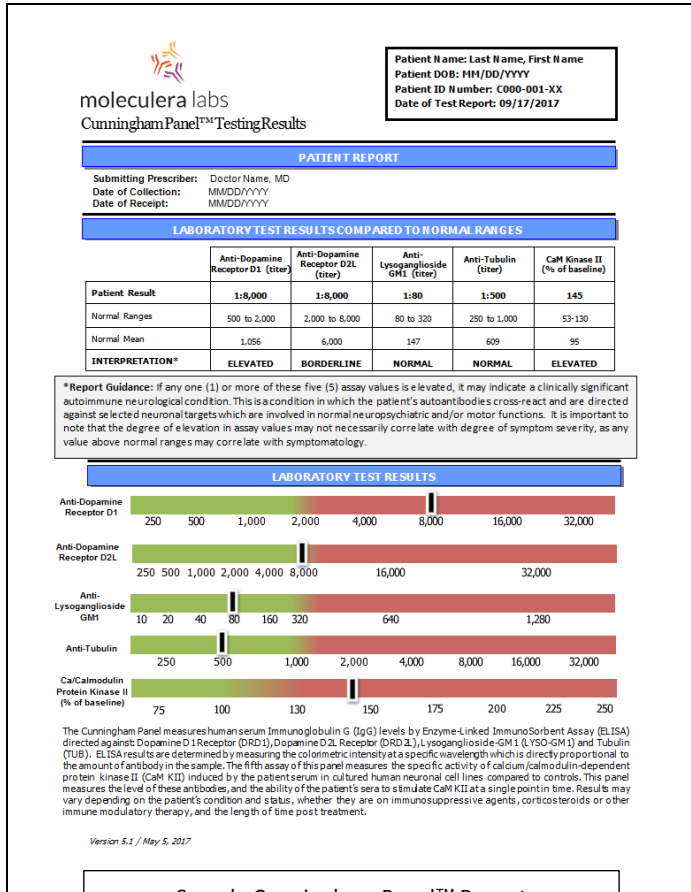 moleculera labs
Cunningham Panel™ Testing Results
Patient Name: Last Name, First Name
Patient DOB: MM/DD/YYYY
Patient ID Number: C000-001-XX
Date of Test Report: 09/17/2017
PATIENT REPORT
Submitting Prescriber: Doctor Name, MD
Date of Collection: MM/DD/YYYY
Date of Receipt: MM/DD/YYYY
LABORATORY TEST RESULTS COMPARED TO NORMAL RANGES
Anti-Dopamine Receptor D1 (titer) Anti-Dopamine Receptor D2L (titer) Anti-Lysoganglioside GM1 (titer) Anti-Tubulin (titer) CaM Kinase II (% of baseline)
Patient Result 1:8,000 1:8,000 1:80 1:500 145
Normal Ranges 500 to 2,000 2,000 to 8,000 80 to 320 250 to 1,000 53-130
Normal Mean 1,056 6,000 147 609 95
INTERPRETATION* ELEVATED BORDERLINE NORMAL NORMAL ELEVATED
*Report Guidance: If any one (1) or more of these five (5) assay values is elevated, it may indicate a clinically significant
autoimmune neurological condition. This is a condition in which the patient's autoantibodies cross-react and are directed
against selected neuronal targets which are involved in normal neuropsychiatric and/or motor functions. It is important to
note that the degree of elevation in assay values may not necessarily correlate with degree of symptom severity, as any
value above normal ranges may correlate with symptomatology.
LABORATORY TEST RESULTS
Anti-Dopamine
Receptor D1
250 500 1,000 2,000 4,000 8,000 16,000 32,000
Anti-Dopamine
Receptor D2L
250 500 1,000 2,000 4,000 8,000 16,000 32,000
Anti-
Lysoganglioside
GM1
10 20 40 80 160 320 640 1,280
Anti-Tubulin
250 500 1,000 2,000 4,000 8,000 16,000 32,000
Ca/Calmodulin
Protein Kinase II
(% of baseline)
75 100 130 150 175 200 225 250
The Cunningham Panel measures human serum Immunoglobulin G (IgG) levels by Enzyme-Linked ImmunoSorbent Assay (ELISA)
directed against: Dopamine D1 Receptor (DRD1), Dopamine D2L Receptor (DRD2L), Lysoganglioside-GM1 (LYSO-GM1) and Tubulin
(TUB). ELISA results are determined by measuring the colorimetric intensity at a specific wavelength which is directly proportional to
the amount of antibody in the sample. The fifth assay of this panel measures the specific activity of calcium/calmodulin-dependent
protein kinase II (CaM KII) induced by the patient serum in cultured human neuronal cell lines compared to controls. This panel
measures the level of these antibodies, and the ability of the patient's sera to stimulate CaM KII at a single point in time. Results may
vary depending on the patient's condition and status, whether they are on immunosuppressive agents, corticosteroids or other
immune modulatory therapy, and the length of time post treatment.
Version 5.1 / May 5, 2017